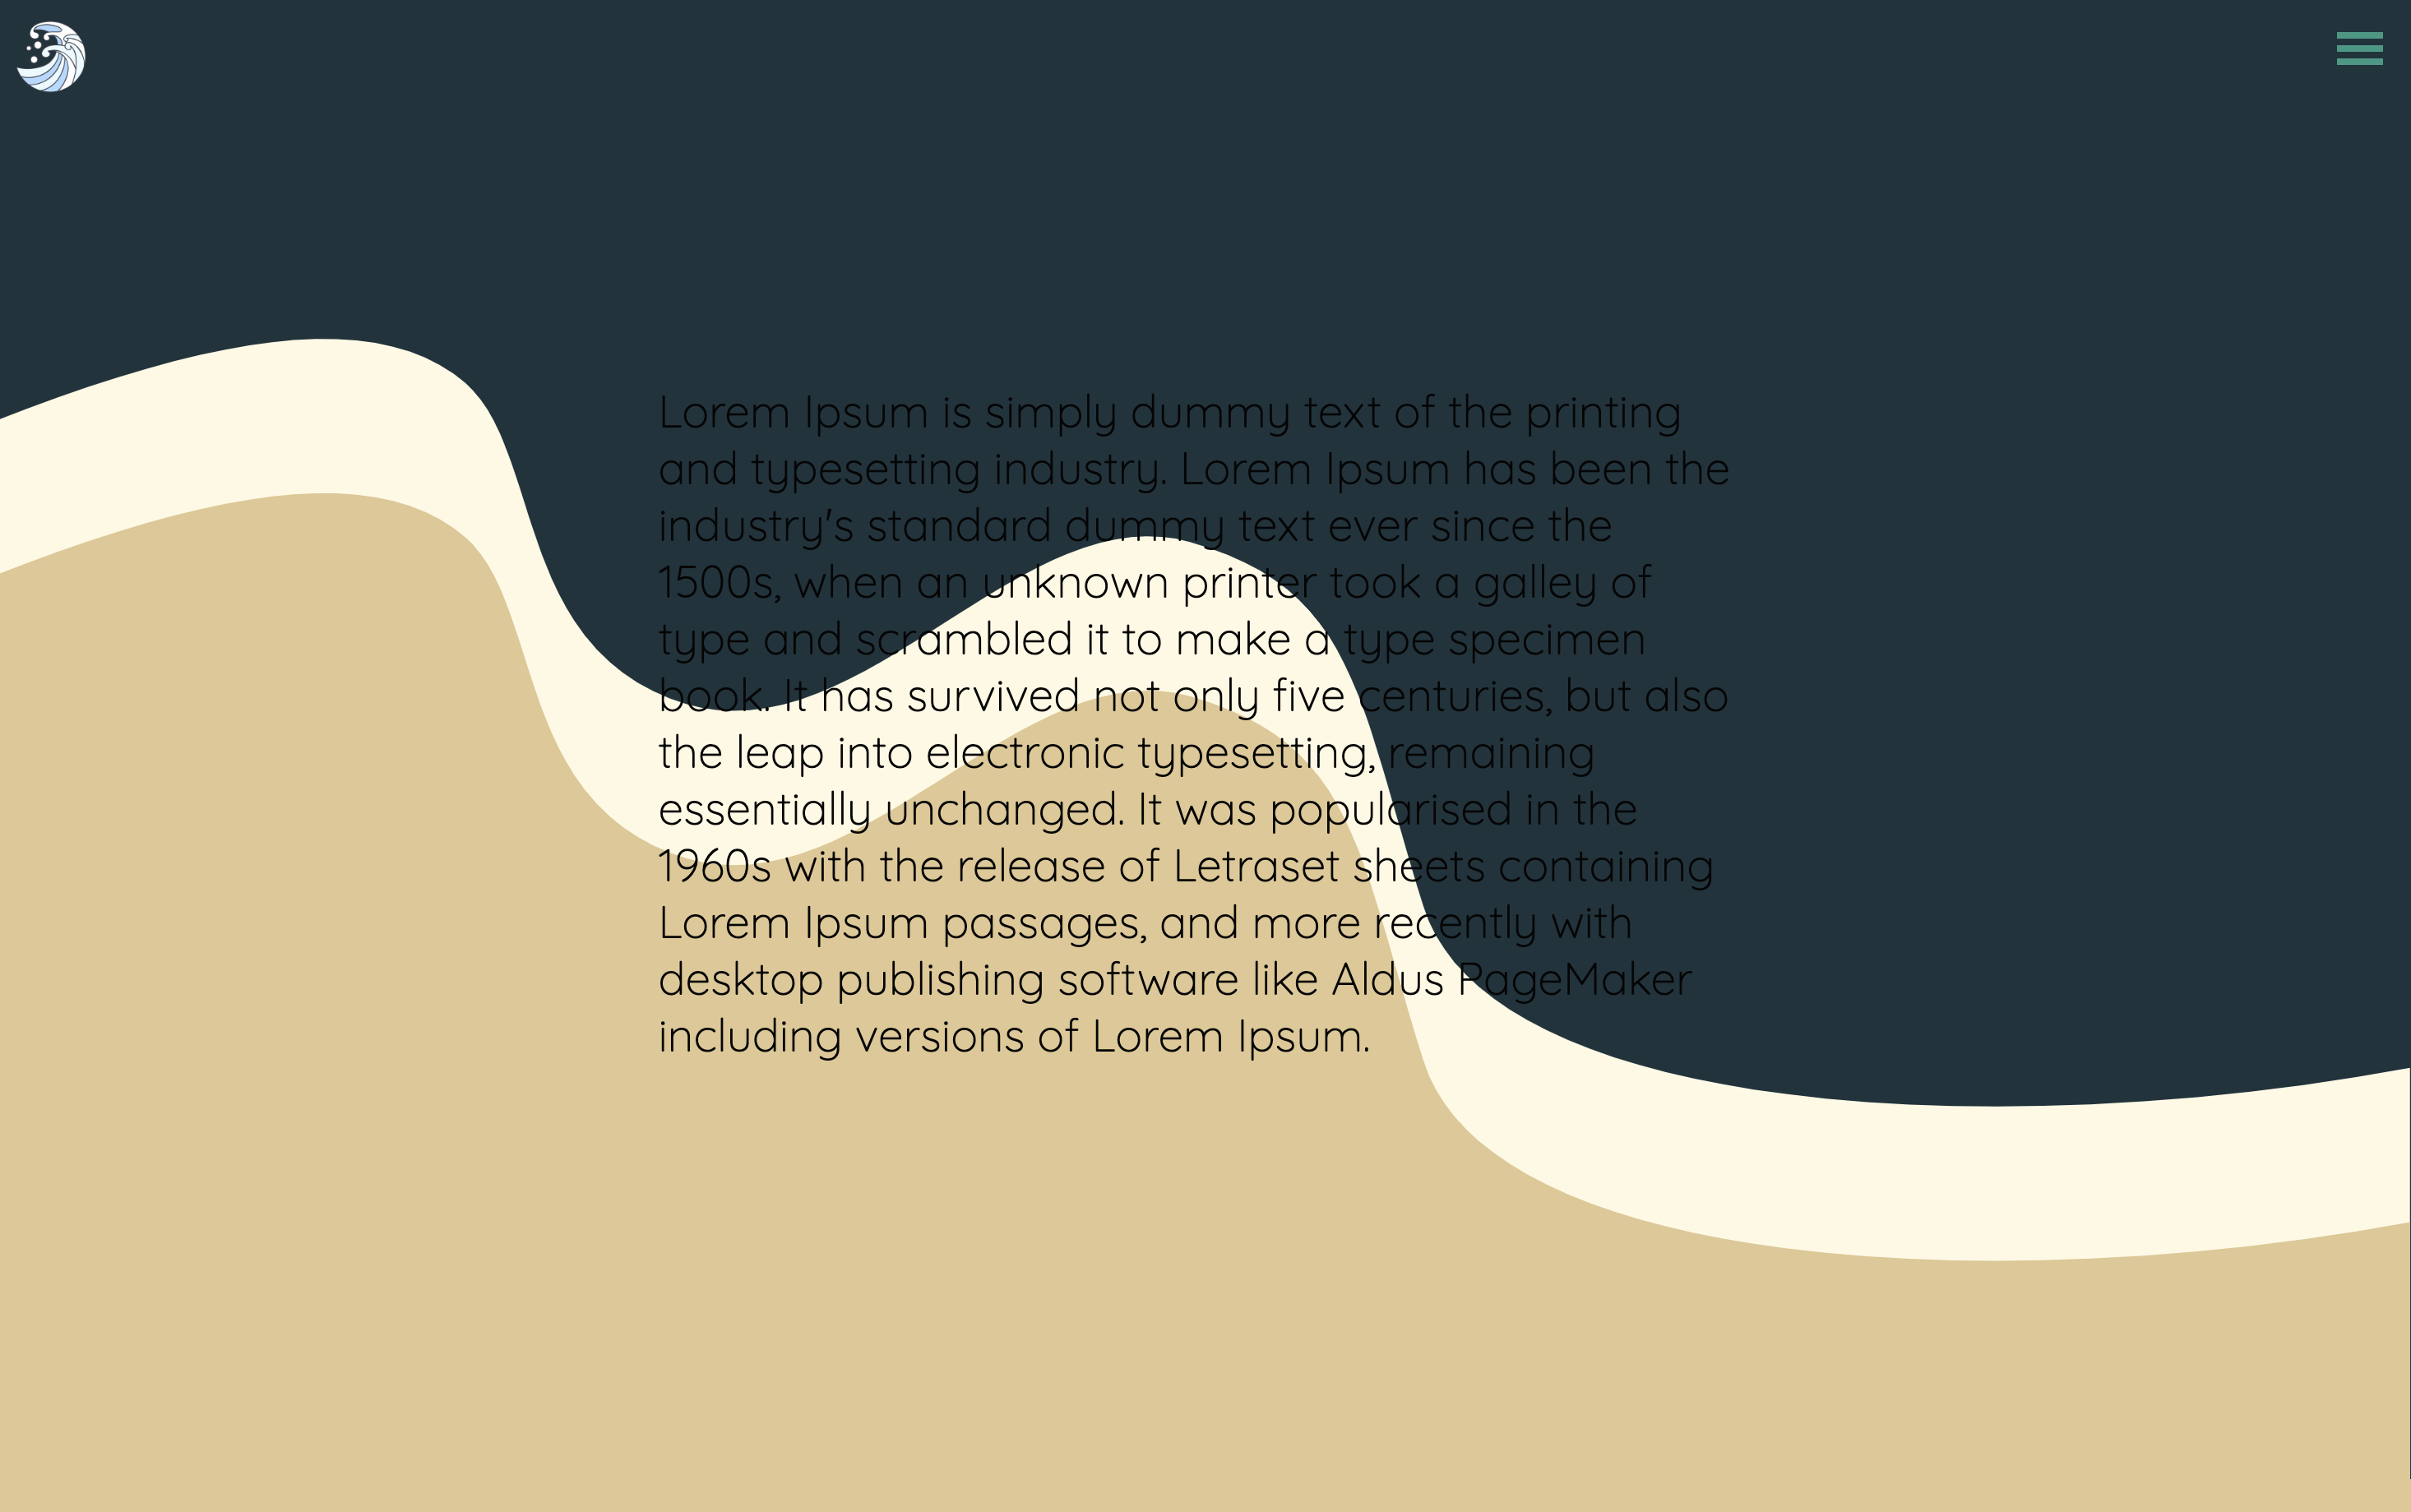 Lorem Ipsum is simply dummy text of the printing
and typesetting industry. Lorem Ipsum has been the
industry's standard dummy text ever since the
1500s, when an unknown printer took a galley of
type and scrambled it to make a type specimen
book. It has survived not only five centuries, but also
the leap into electronic typesetting, remaining
essentially unchanged. It was popularised in the
1960s with the release of Letraset sheets containing
Lorem Ipsum passages, and more recently with
desktop publishing software like Aldus PageMaker
including versions of Lorem Ipsum.